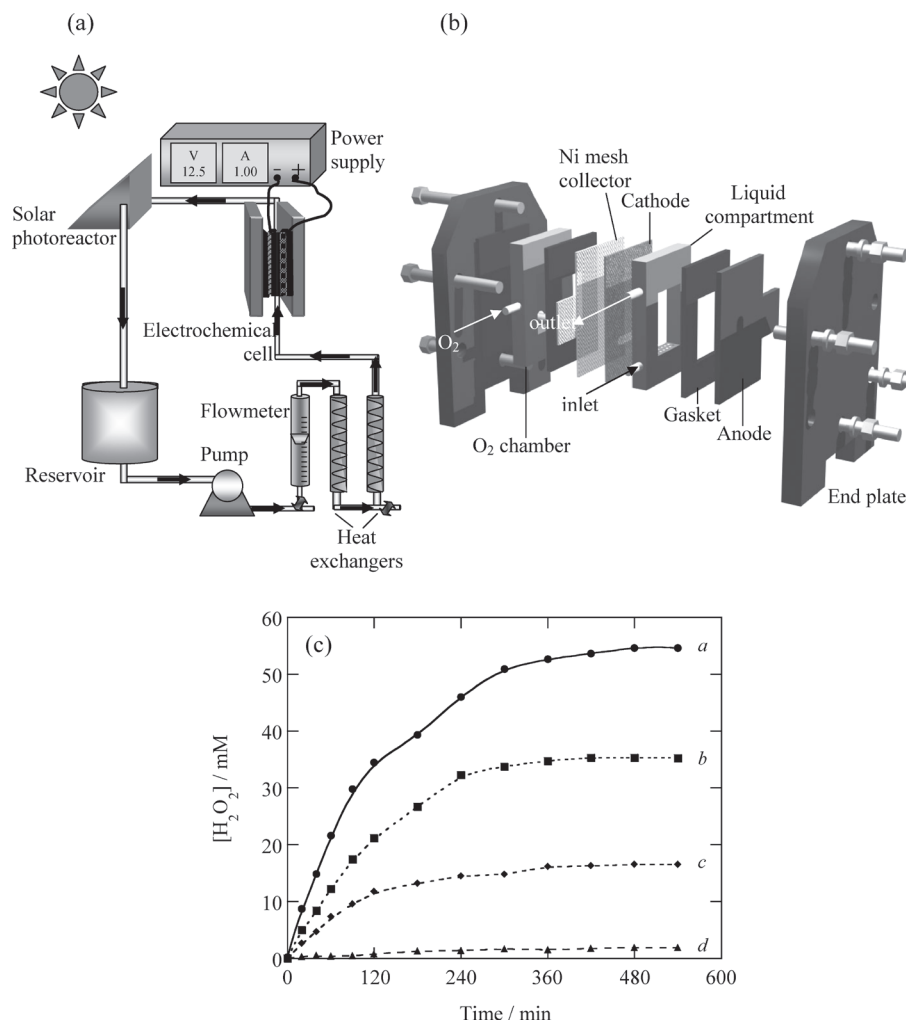 (a)
(b)
V
12.5
A
1.00
−
+
Power
supply
Solar
photoreactor
Electrochemical
cell
Flowmeter
Reservoir
Pump
Heat
exchangers
Ni mesh
collector
Cathode
Liquid
compartment
O₂
outlet
inlet
O₂ chamber
Gasket
Anode
End plate
(c)
[H₂O₂] / mM
60
50
40
30
20
10
0
a
b
c
d
0
120
240
360
480
600
Time / min